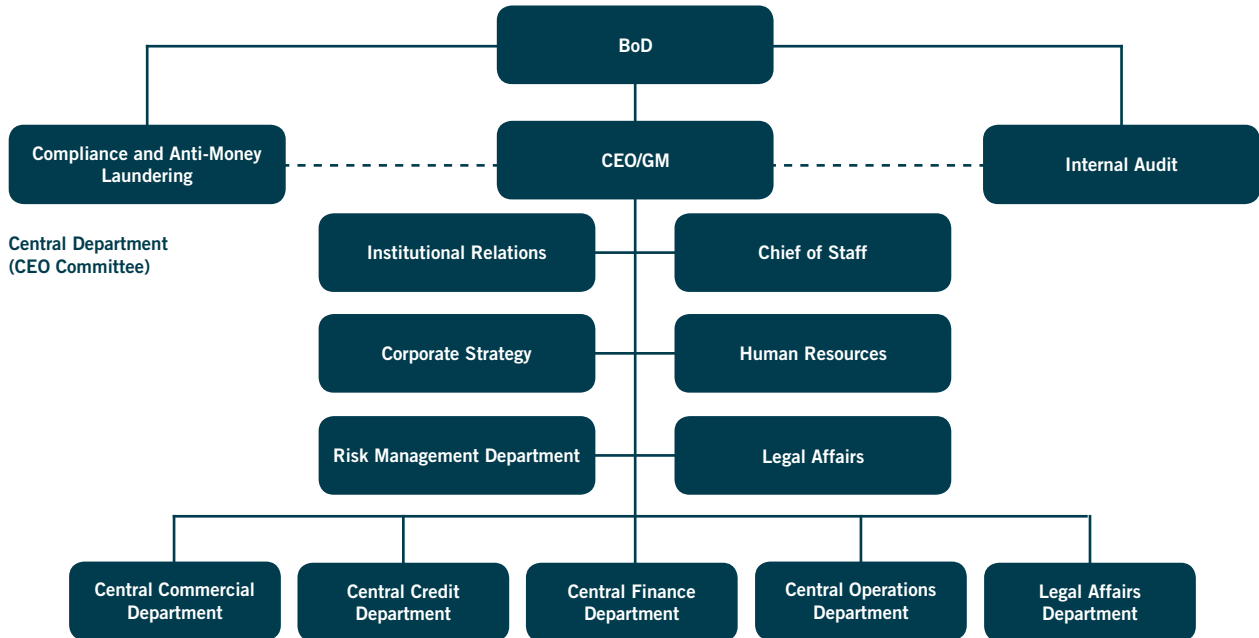 BoD
Compliance and Anti-Money
Laundering
CEO/GM
Internal Audit
Central Department
(CEO Committee)
Institutional Relations
Chief of Staff
Corporate Strategy
Human Resources
Risk Management Department
Legal Affairs
Central Commercial
Department
Central Credit
Department
Central Finance
Department
Central Operations
Department
Legal Affairs
Department